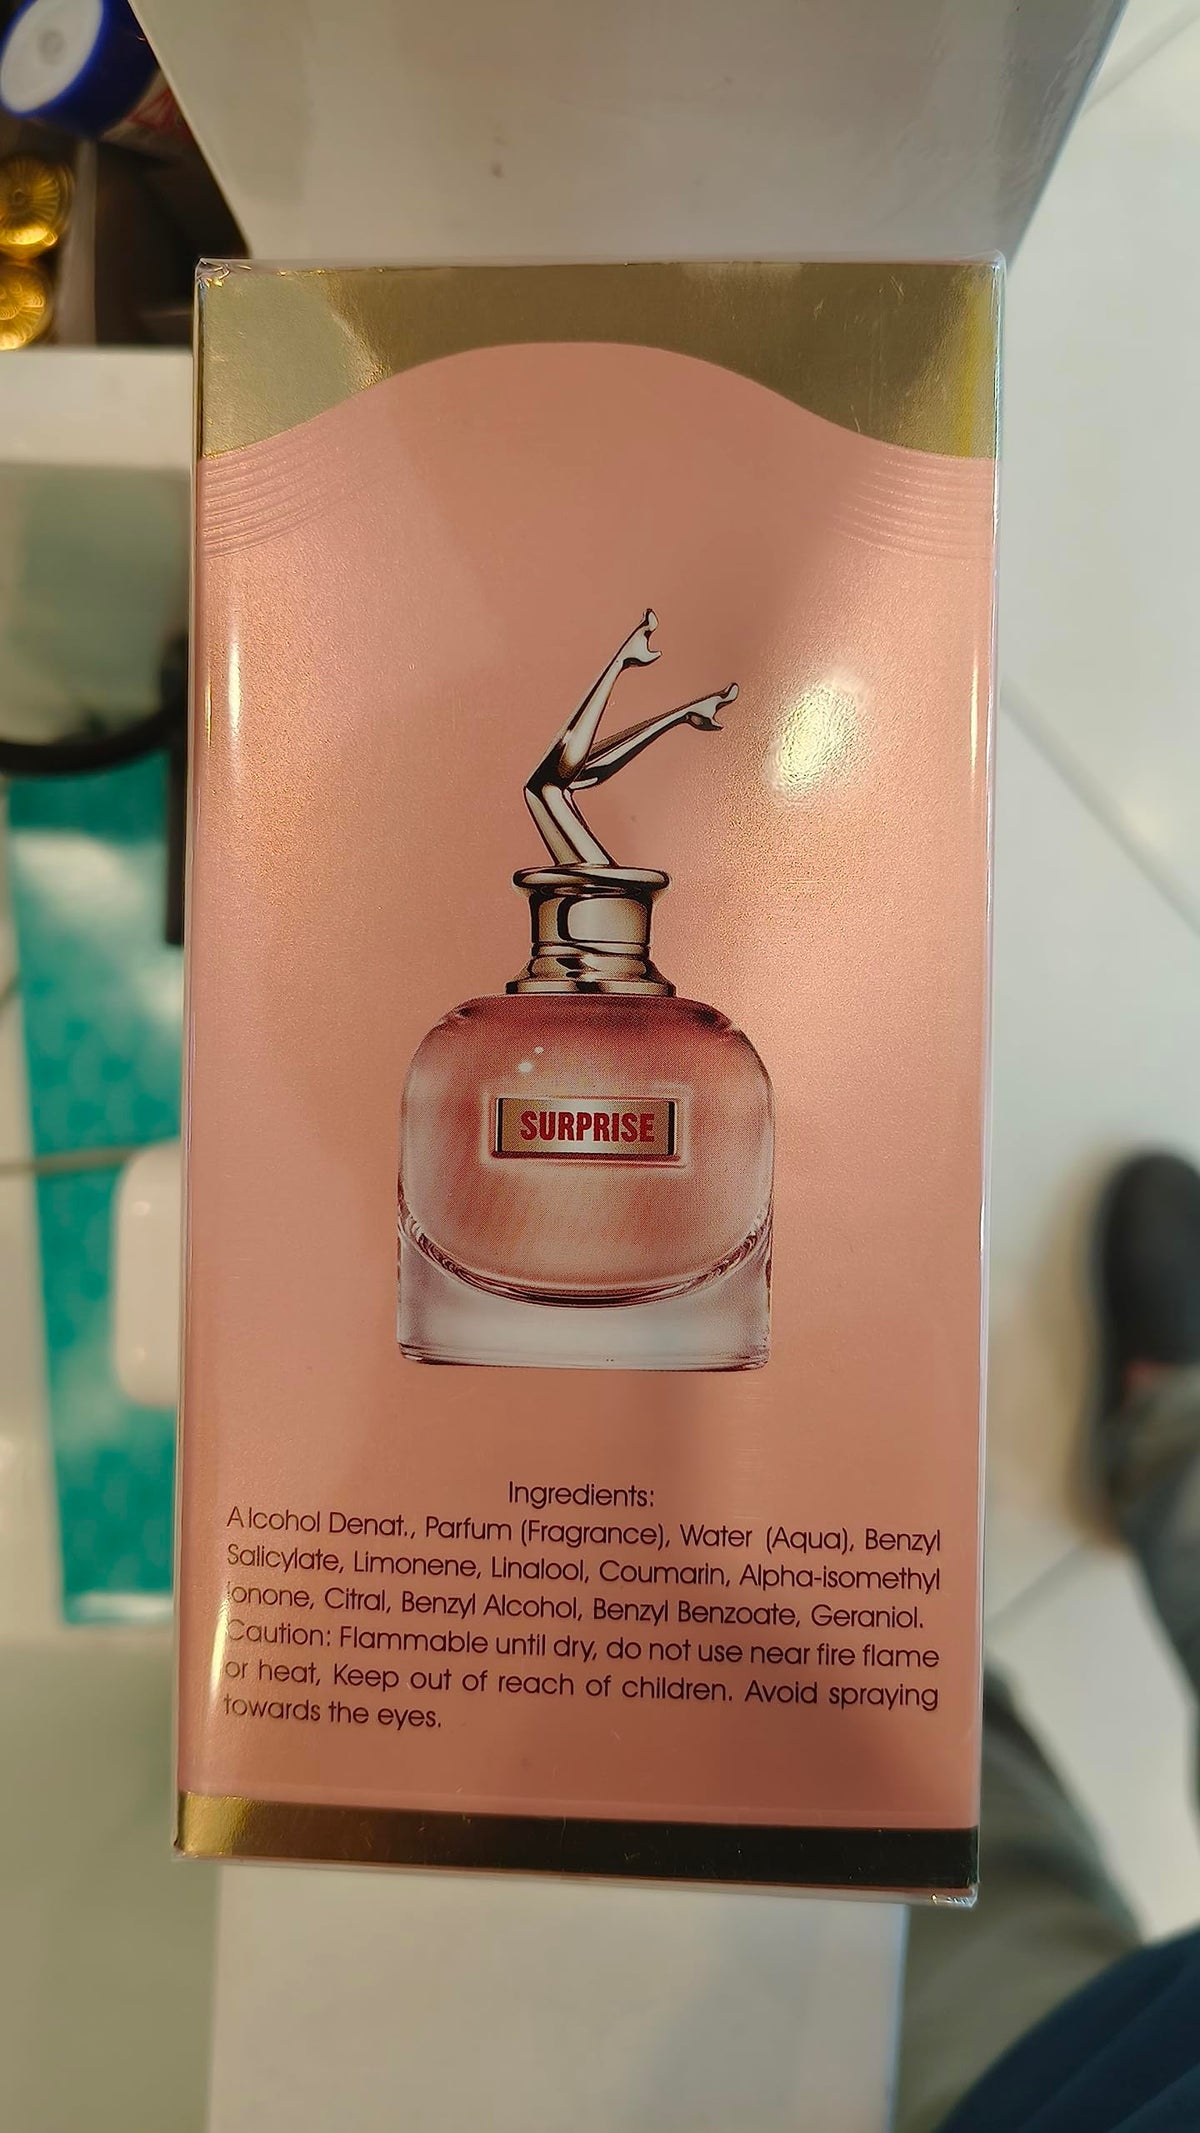 SURPRISE
Ingredients:
Alcohol Denat., Parfum (Fragrance), Water (Aqua), Benzyl
Salicylate, Limonene, Linalool, Coumarin, Alpha-isomethyl
Ionone, Citral, Benzyl Alcohol, Benzyl Benzoate, Geraniol.
Caution: Flammable until dry, do not use near fire flame
or heat, Keep out of reach of children. Avoid spraying
towards the eyes.